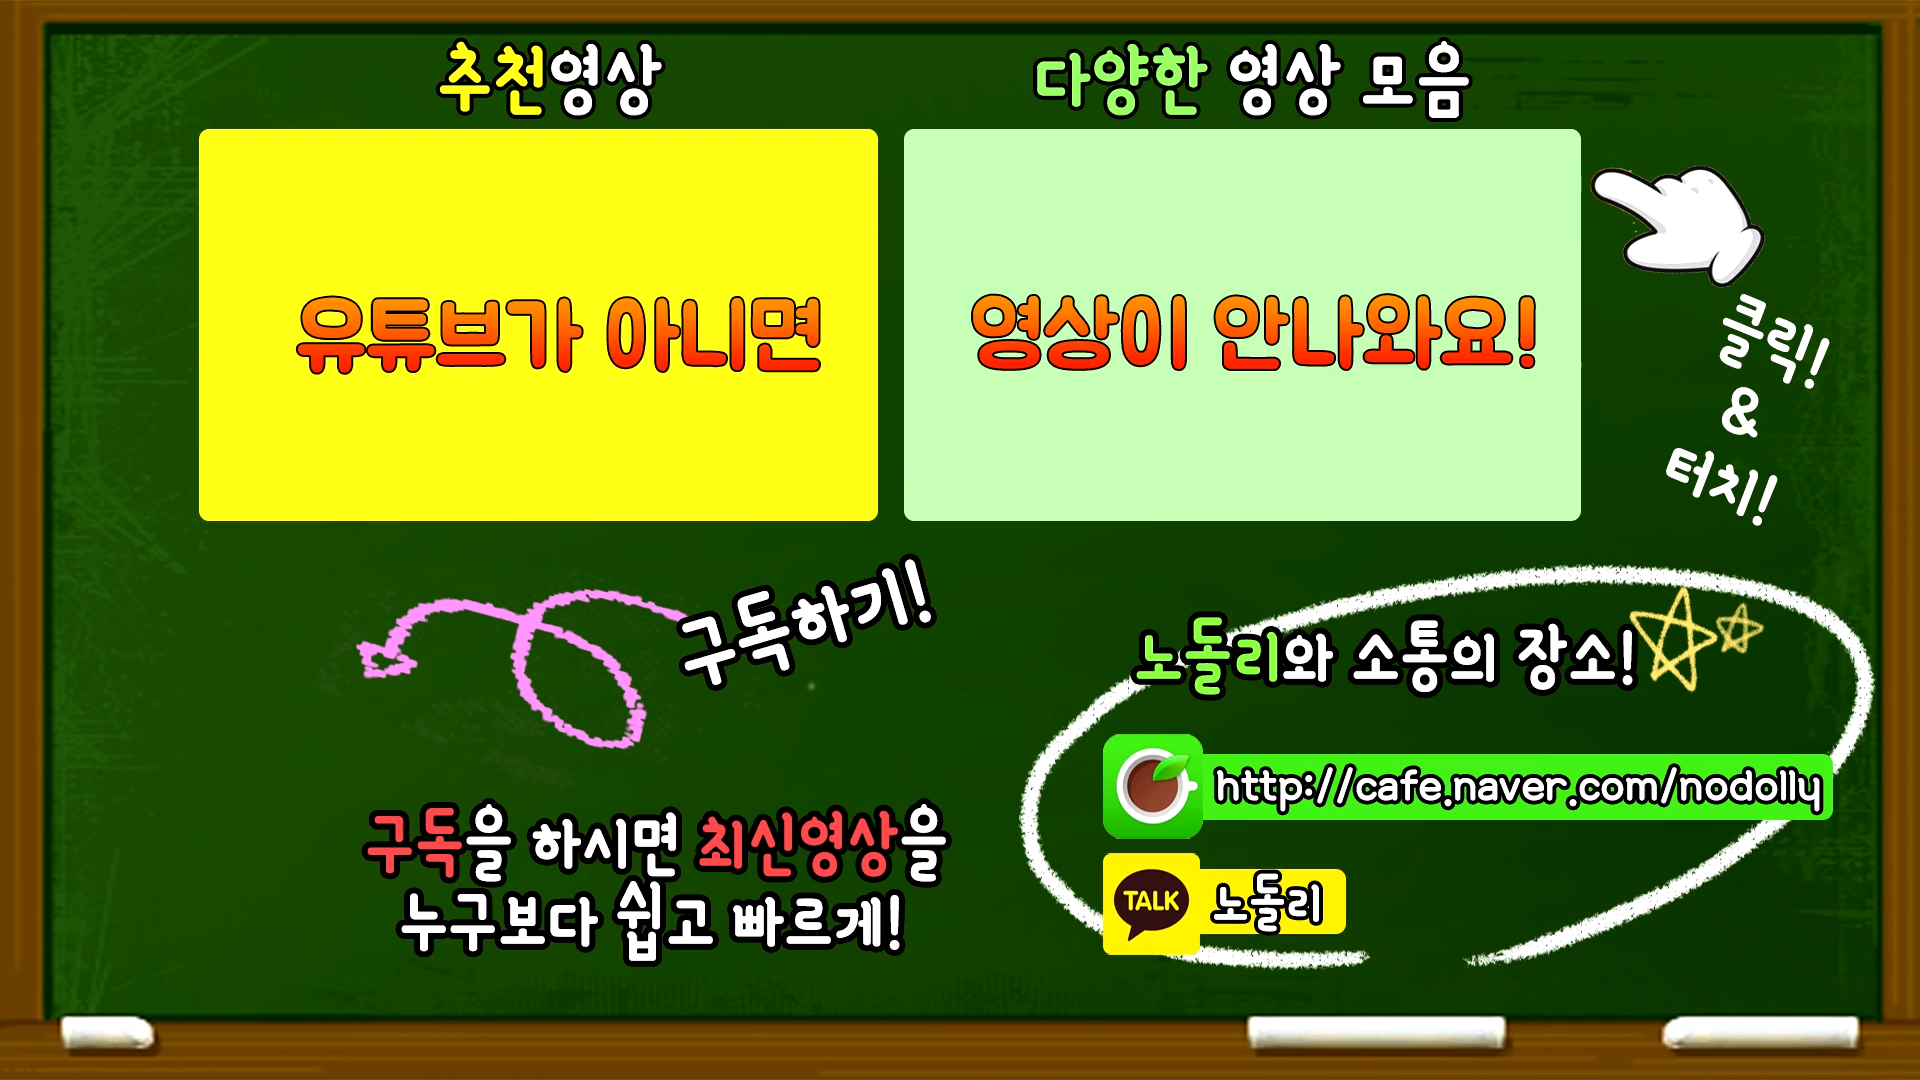 추천영상
다양한 영상 모음
유튜브가 아니면
영상이 안나와요!
클릭!
&
터치!
구독하기!
노돌리와 소통의 장소!
http://cafe.naver.com/nodolly
TALK 노돌리
구독을 하시면 최신영상을
누구보다 쉽고 빠르게!